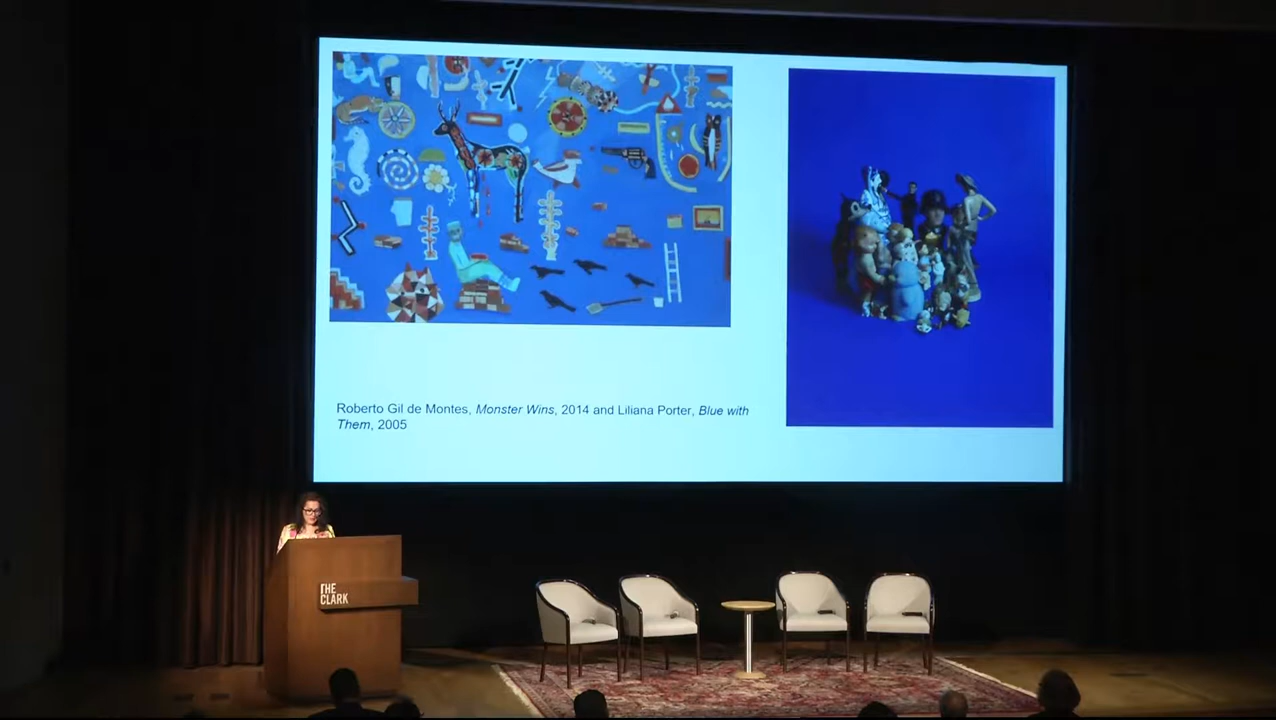 Roberto Gil de Montes, Monster Wins, 2014 and Liliana Porter, Blue with
Them, 2005
THE
CLARK